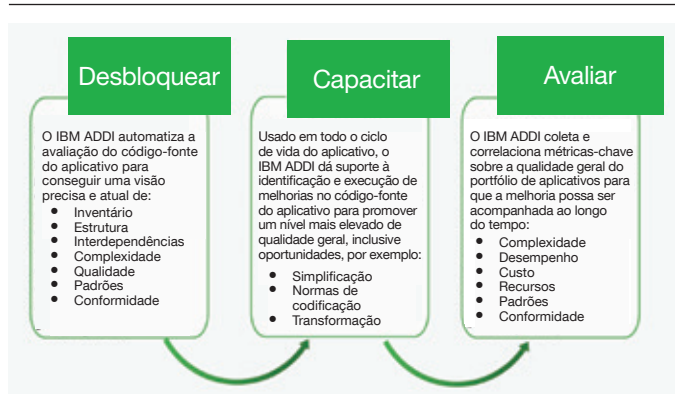 Desbloquear
O IBM ADDI automatiza a
avaliação do código-fonte
do aplicativo para
conseguir uma visão
precisa e atual de:
• Inventário
• Estrutura
• Interdependências
• Complexidade
• Qualidade
• Padrões
• Conformidade
Capacitar
Usado em todo o ciclo
de vida do aplicativo, o
IBM ADDI dá suporte à
identificação e execução de
melhorias no código-fonte
do aplicativo para promover
um nível mais elevado de
qualidade geral, inclusive
oportunidades, por exemplo:
• Simplificação
• Normas de
codificação
• Transformação
Avaliar
O IBM ADDI coleta e
correlaciona métricas-chave
sobre a qualidade geral do
portfólio de aplicativos para
que a melhoria possa ser
acompanhada ao longo
do tempo:
• Complexidade
• Desempenho
• Custo
• Recursos
• Padrões
• Conformidade